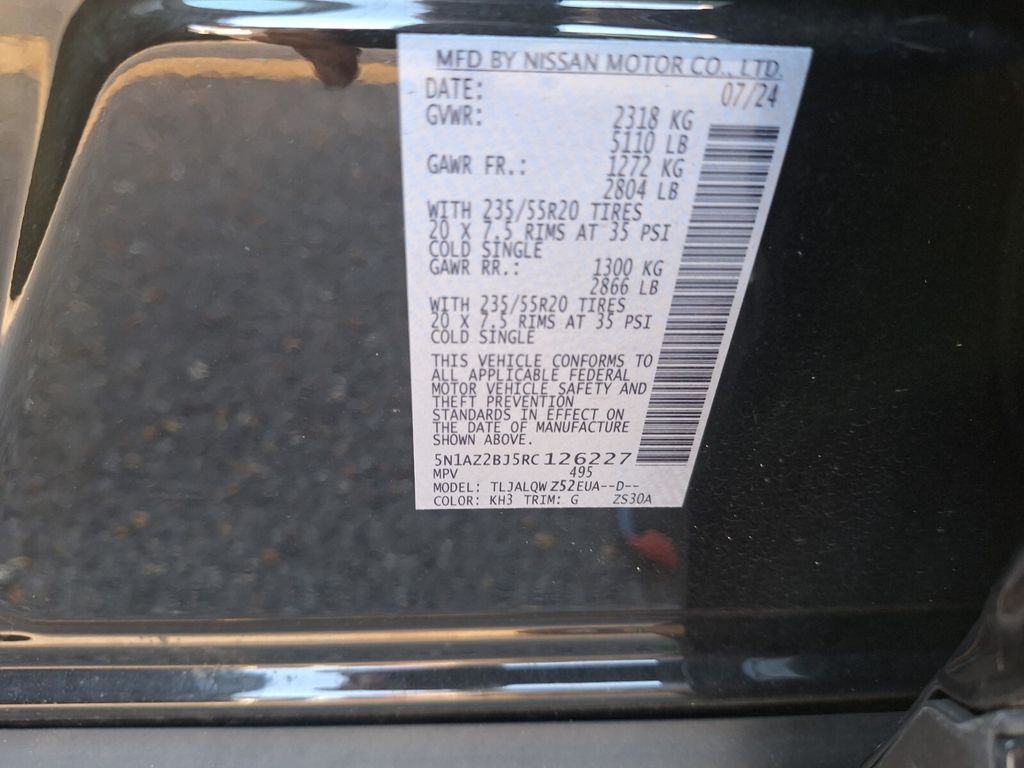 MFD BY NISSAN MOTOR CO., LTD.
DATE: 07/24
GVWR: 2318 KG
5110 LB
GAWR FR.: 1272 KG
2804 LB
WITH 235/55R20 TIRES
20 X 7.5 RIMS AT 35 PSI
COLD SINGLE
GAWR RR.: 1300 KG
2866 LB
WITH 235/55R20 TIRES
20 X 7.5 RIMS AT 35 PSI
COLD SINGLE
THIS VEHICLE CONFORMS TO
ALL APPLICABLE FEDERAL
MOTOR VEHICLE SAFETY AND
THEFT PREVENTION
STANDARDS IN EFFECT ON
THE DATE OF MANUFACTURE
SHOWN ABOVE.
5N1AZ2BJ5RC126227
MPV 495
MODEL: TLJALQWZ52EUA--D--
COLOR: KH3 TRIM: G ZS30A